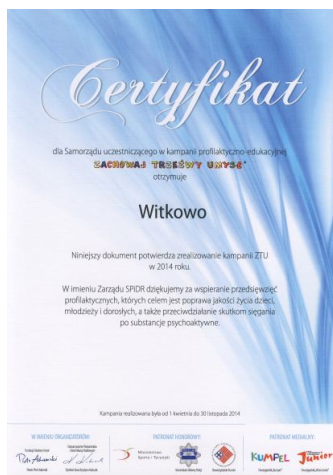 Certyfikat
dla Samorządu uczestniczącego w kampanii profilaktyczno-edukacyjnej
ZACHOWAJ TRZEŹWY UMYSŁ
otrzymuje
Witkowo
Niniejszy dokument potwierdza zrealizowanie kampanii ZTU
w 2014 roku.
W imieniu Zarządu SPiDR dziękujemy za wspieranie przedsięwzięć
profilaktycznych, których celem jest poprawa jakości życia dzieci,
młodzieży i dorosłych, a także przeciwdziałanie skutkom sięgania
po substancje psychoaktywne.
Kampania realizowana była od 1 kwietnia do 30 listopada 2014
W IMIENIU ORGANIZATORÓW:
PATRONAT HONOROWY:
PATRONAT MEDIALNY:
Ministerstwo
Sportu i Turystyki
KUMPEL
Junior